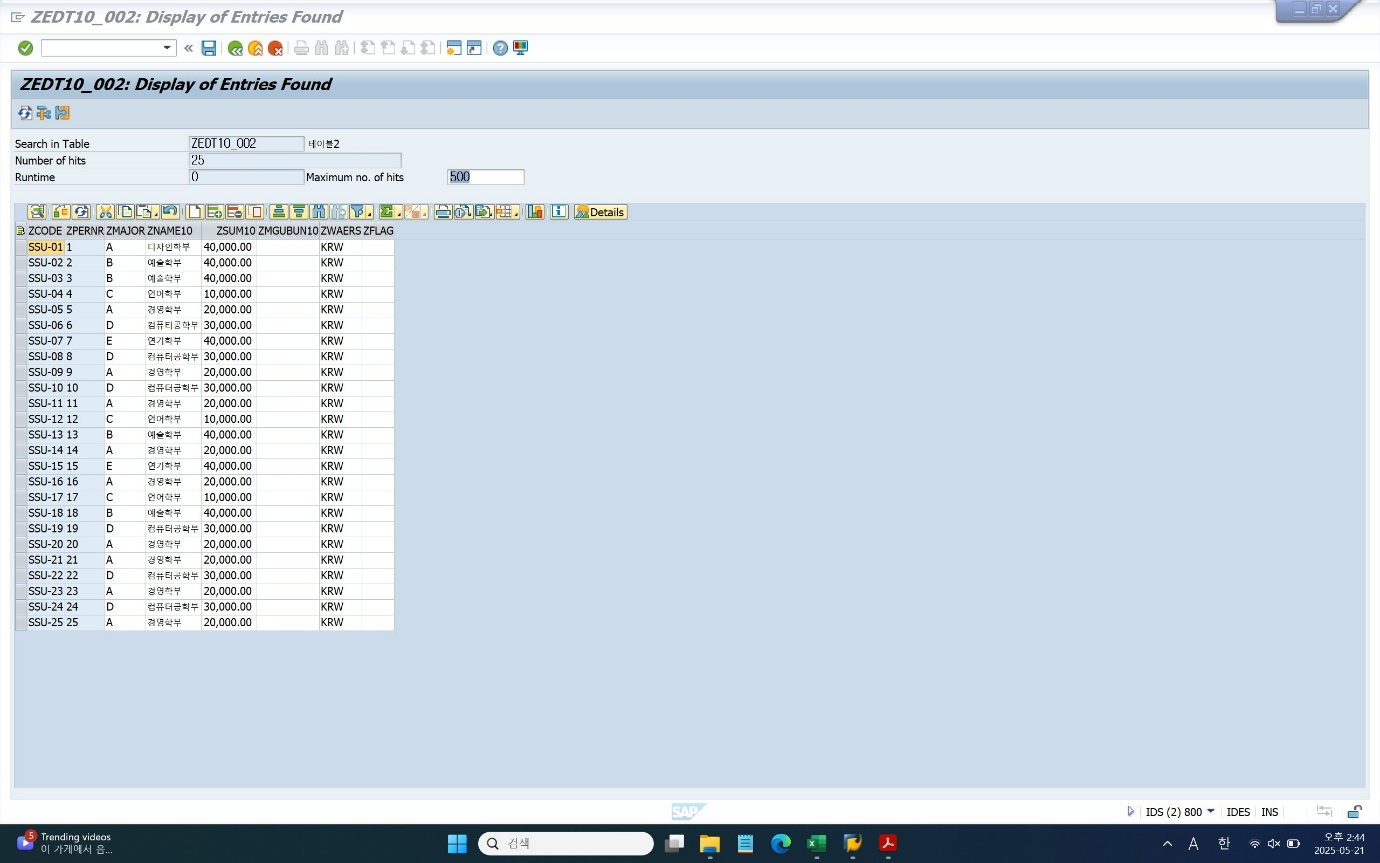 ZEDT10_002: Display of Entries Found
ZEDT10_002: Display of Entries Found
Search in Table ZEDT10_002 테이블2
Number of hits 25
Runtime 0 Maximum no. of hits 500
Details
ZCODE ZPERNR ZMAJOR ZNAME10 ZSUM10 ZMGUBUN10 ZWAERS ZFLAG
SSU-01 1 A 디자인학부 40,000.00 KRW
SSU-02 2 B 예술학부 40,000.00 KRW
SSU-03 3 B 예술학부 40,000.00 KRW
SSU-04 4 C 언어학부 10,000.00 KRW
SSU-05 5 A 경영학부 20,000.00 KRW
SSU-06 6 D 컴퓨터공학부 30,000.00 KRW
SSU-07 7 E 연기학부 40,000.00 KRW
SSU-08 8 D 컴퓨터공학부 30,000.00 KRW
SSU-09 9 A 경영학부 20,000.00 KRW
SSU-10 10 D 컴퓨터공학부 30,000.00 KRW
SSU-11 11 A 경영학부 20,000.00 KRW
SSU-12 12 C 언어학부 10,000.00 KRW
SSU-13 13 B 예술학부 40,000.00 KRW
SSU-14 14 A 경영학부 20,000.00 KRW
SSU-15 15 E 연기학부 40,000.00 KRW
SSU-16 16 A 경영학부 20,000.00 KRW
SSU-17 17 C 언어학부 10,000.00 KRW
SSU-18 18 B 예술학부 40,000.00 KRW
SSU-19 19 D 컴퓨터공학부 30,000.00 KRW
SSU-20 20 A 경영학부 20,000.00 KRW
SSU-21 21 A 경영학부 20,000.00 KRW
SSU-22 22 D 컴퓨터공학부 30,000.00 KRW
SSU-23 23 A 경영학부 20,000.00 KRW
SSU-24 24 D 컴퓨터공학부 30,000.00 KRW
SSU-25 25 A 경영학부 20,000.00 KRW
SAP IDS (2) 800 IDES INS
5 Trending videos
이 가게에서 음...
검색
A 한
오후 2:44
2025-05-21